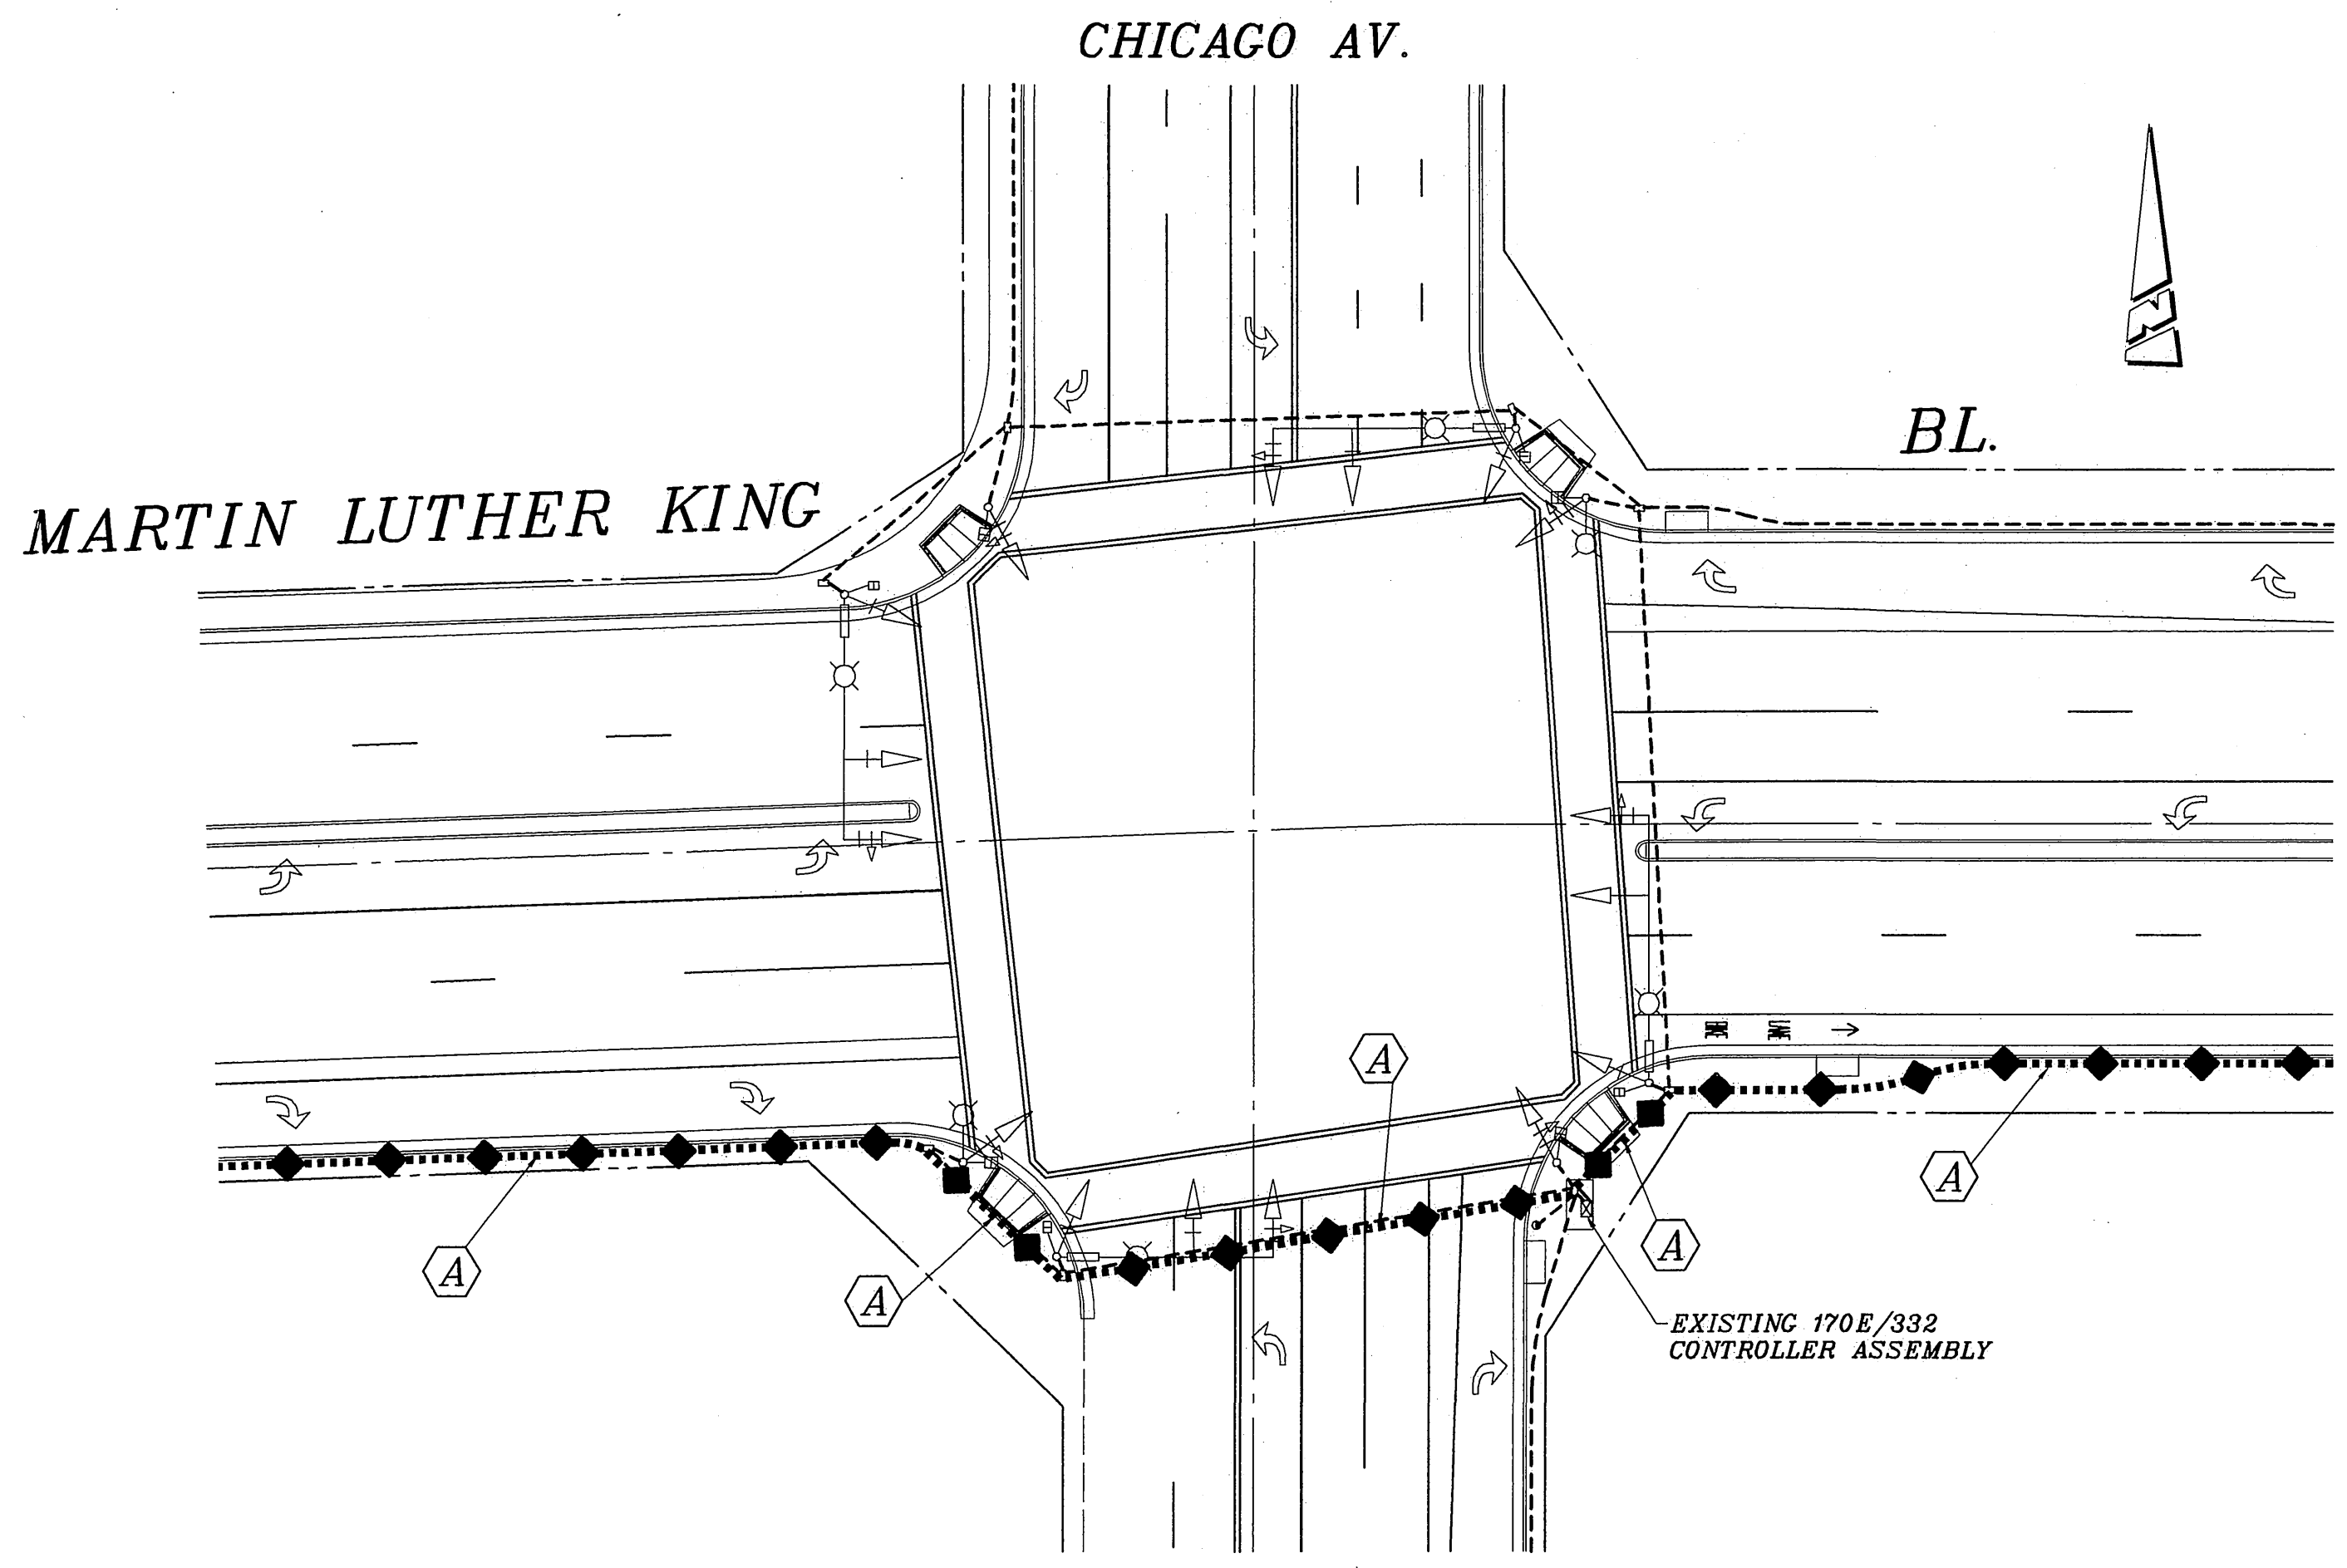 CHICAGO AV.
BL.
MARTIN LUTHER KING
A
A
A
A
A
EXISTING 170E/332
CONTROLLER ASSEMBLY